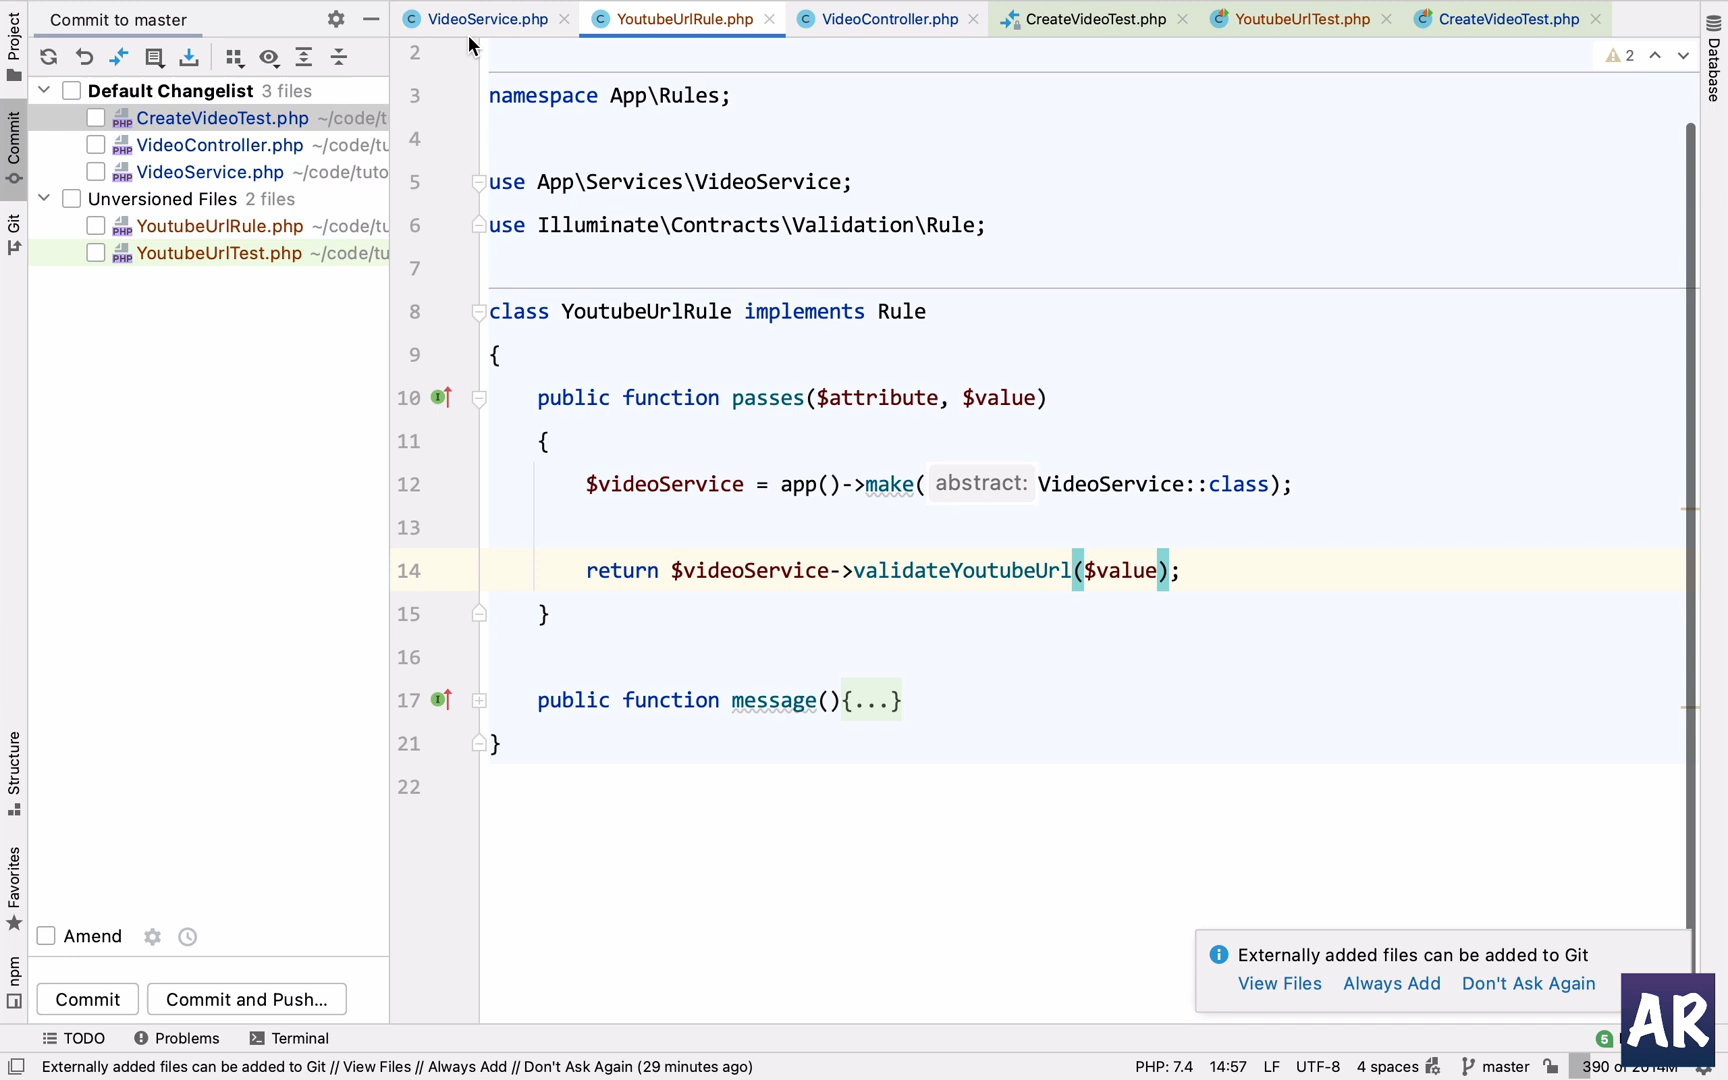 Project
Commit
Git
Structure
Favorites
npm
Commit to master
Default Changelist 3 files
CreateVideoTest.php ~/code/t
VideoController.php ~/code/tu
VideoService.php ~/code/tuto
Unversioned Files 2 files
YoutubeUrlRule.php ~/code/tu
YoutubeUrlTest.php ~/code/tu
Amend
Commit Commit and Push...
VideoService.php YoutubeUrlRule.php VideoController.php CreateVideoTest.php YoutubeUrlTest.php CreateVideoTest.php
2
2
3 namespace App\Rules;
4
5 use App\Services\VideoService;
6 use Illuminate\Contracts\Validation\Rule;
7
8 class YoutubeUrlRule implements Rule
9 {
10 public function passes($attribute, $value)
11 {
12 $videoService = app()->make( abstract: VideoService::class);
13
14 return $videoService->validateYoutubeUrl($value);
15 }
16
17 public function message(){...}
21 }
22
Database
Externally added files can be added to Git
View Files Always Add Don't Ask Again
AR
TODO Problems Terminal
5
Externally added files can be added to Git // View Files // Always Add // Don't Ask Again (29 minutes ago)
PHP: 7.4 14:57 LF UTF-8 4 spaces master 390 of 2014M